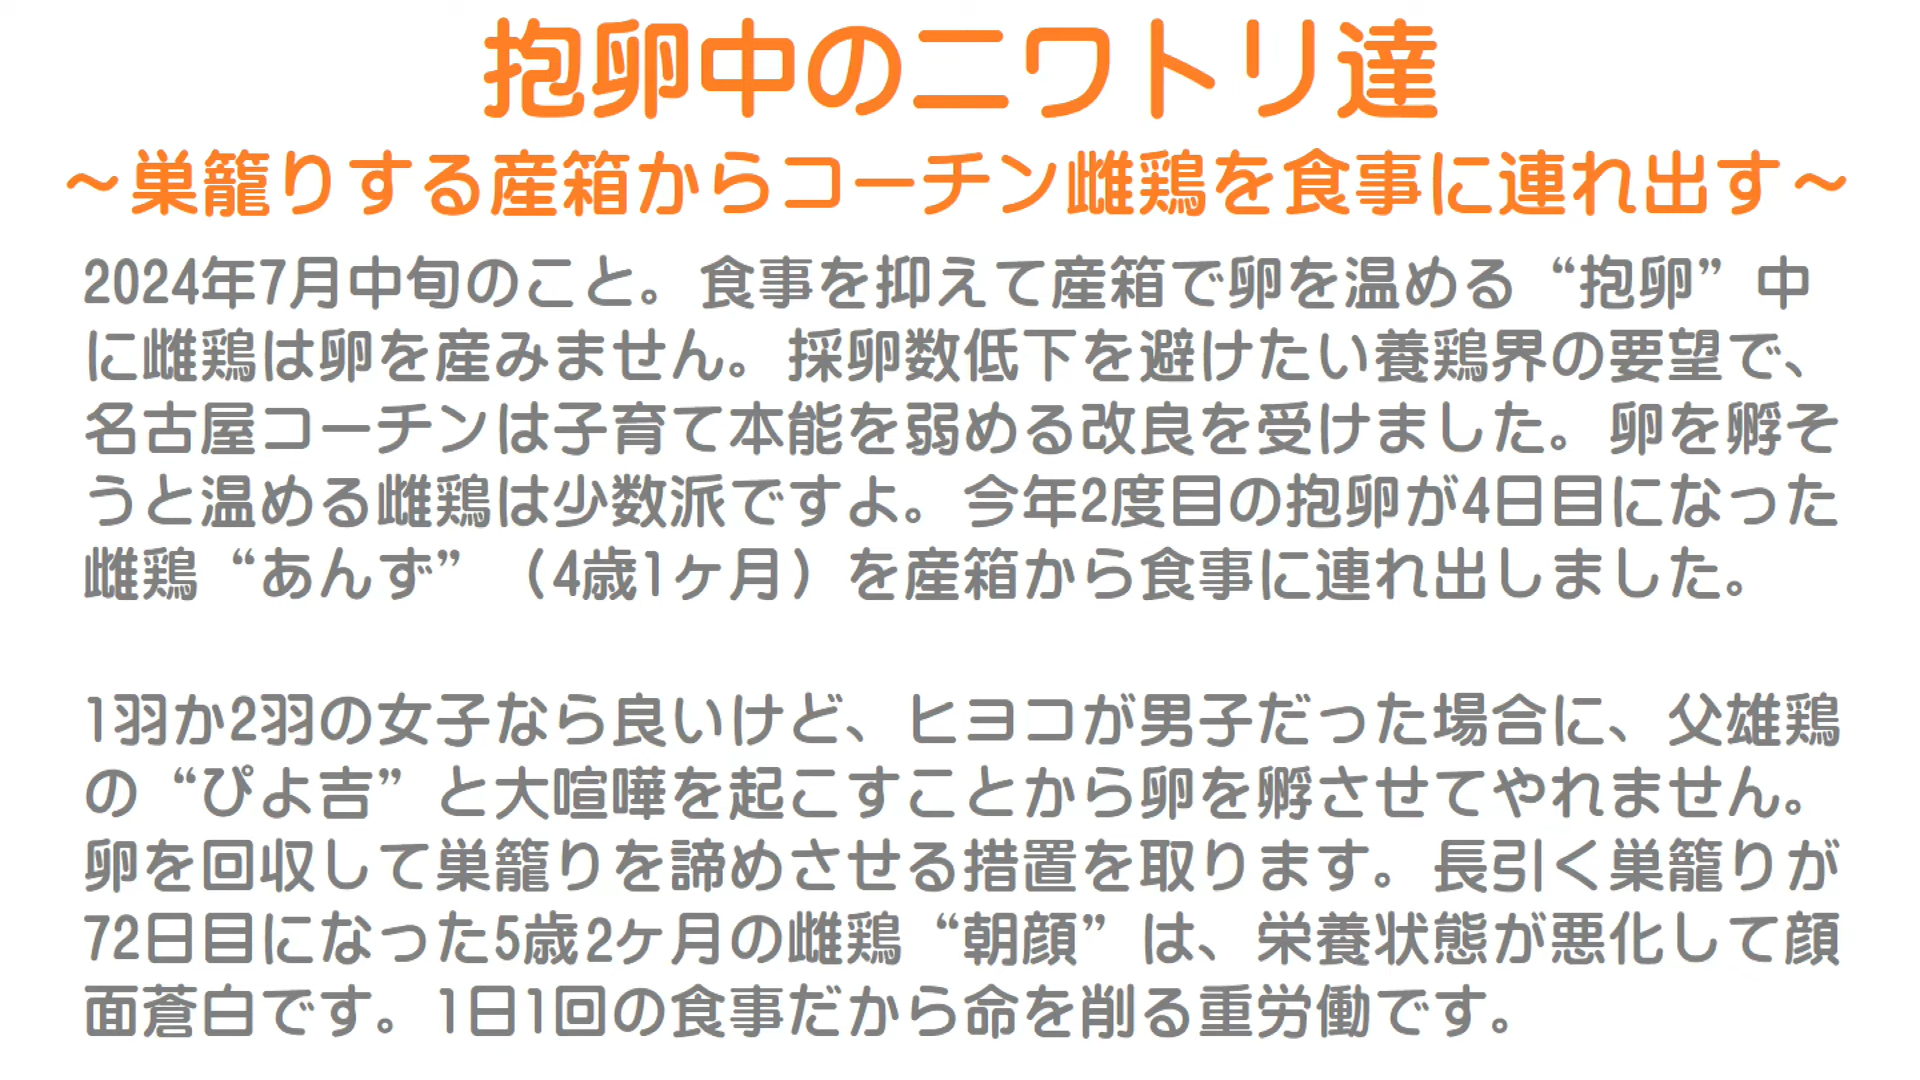 抱卵中のニワトリ達
～巣籠りする産箱からコーチン雌鶏を食事に連れ出す～
2024年7月中旬のこと。食事を抑えて産箱で卵を温める“抱卵”中
に雌鶏は卵を産みません。採卵数低下を避けたい養鶏界の要望で、
名古屋コーチンは子育て本能を弱める改良を受けました。卵を孵そ
うと温める雌鶏は少数派ですよ。今年2度目の抱卵が4日目になった
雌鶏“あんず”（4歳1ヶ月）を産箱から食事に連れ出しました。
1羽か2羽の女子なら良いけど、ヒヨコが男子だった場合に、父雄鶏
の“ぴよ吉”と大喧嘩を起こすことから卵を孵させてやれません。
卵を回収して巣籠りを諦めさせる措置を取ります。長引く巣籠りが
72日目になった5歳2ヶ月の雌鶏“朝顔”は、栄養状態が悪化して顔
面蒼白です。1日1回の食事だから命を削る重労働です。